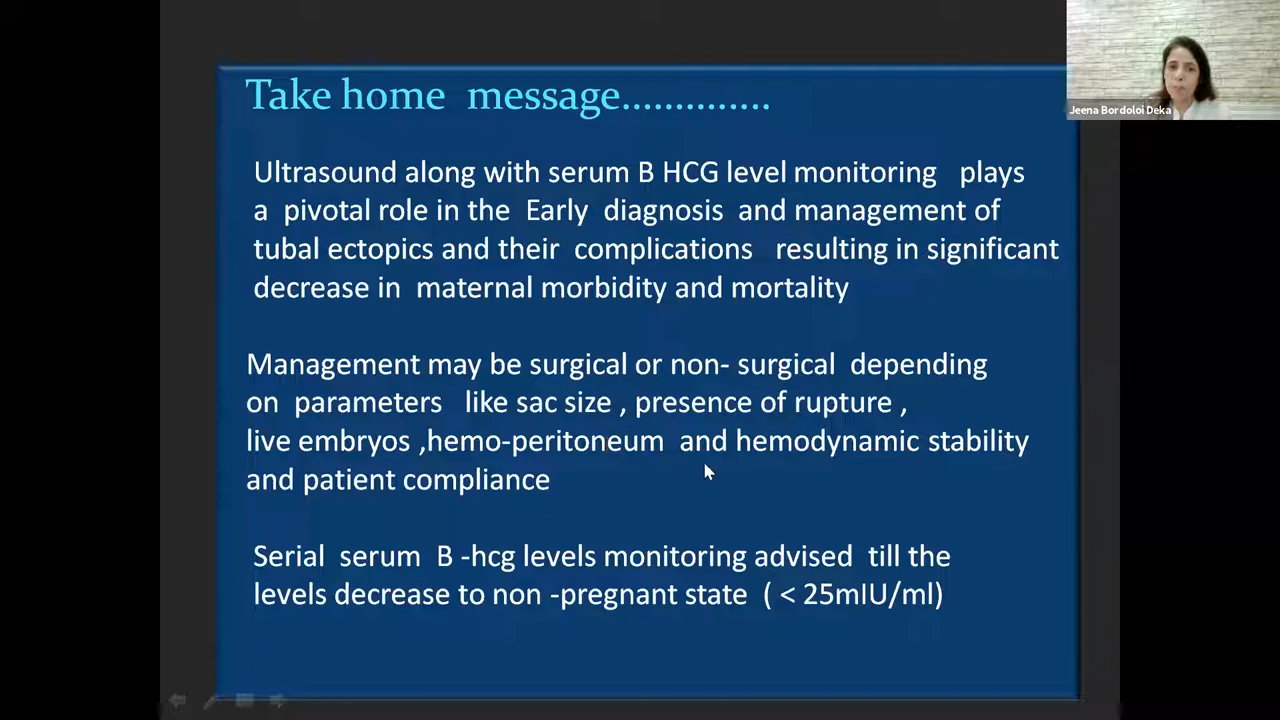 Take home message..............
Jeena Bordoloi Deka
Ultrasound along with serum B HCG level monitoring plays
a pivotal role in the Early diagnosis and management of
tubal ectopics and their complications resulting in significant
decrease in maternal morbidity and mortality
Management may be surgical or non- surgical depending
on parameters like sac size , presence of rupture ,
live embryos ,hemo-peritoneum and hemodynamic stability
and patient compliance
Serial serum B -hcg levels monitoring advised till the
levels decrease to non -pregnant state ( < 25mIU/ml)